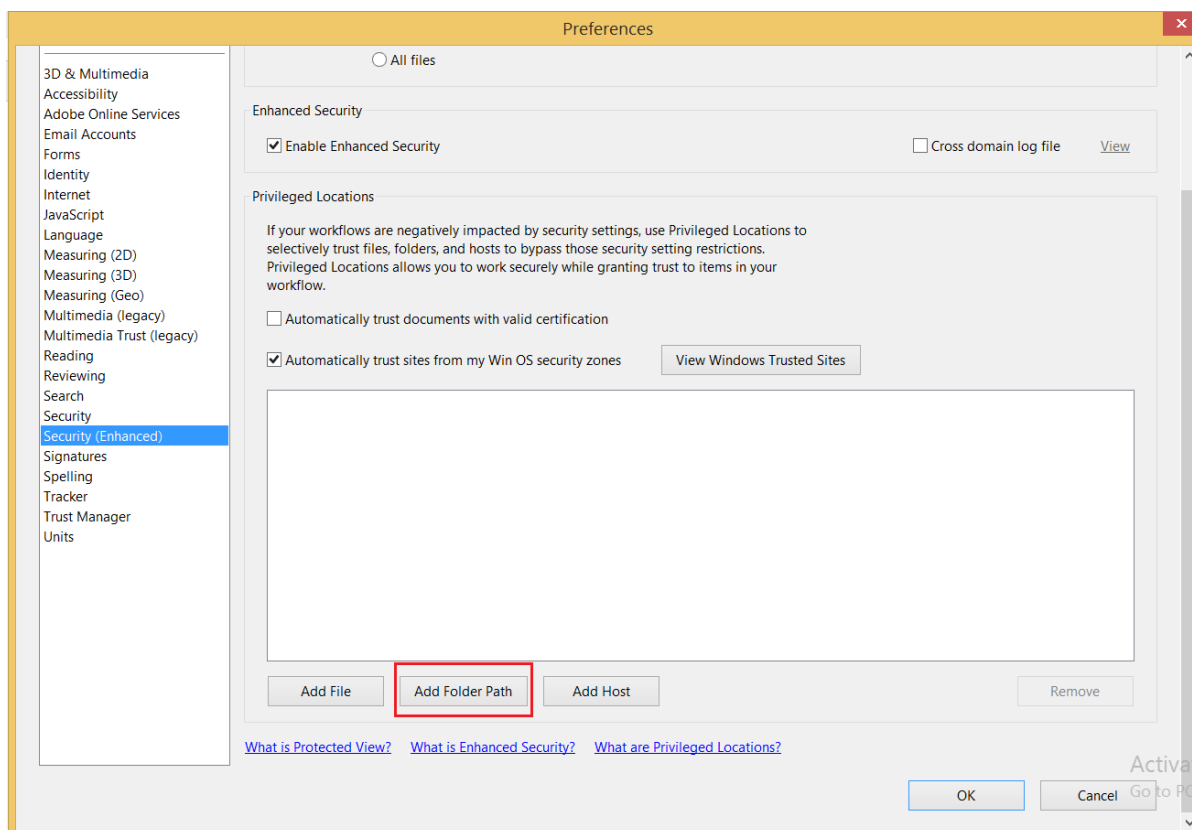 Preferences
3D & Multimedia
Accessibility
Adobe Online Services
Email Accounts
Forms
Identity
Internet
JavaScript
Language
Measuring (2D)
Measuring (3D)
Measuring (Geo)
Multimedia (legacy)
Multimedia Trust (legacy)
Reading
Reviewing
Search
Security
Security (Enhanced)
Signatures
Spelling
Tracker
Trust Manager
Units
All files
Enhanced Security
Enable Enhanced Security
Cross domain log file
View
Privileged Locations
If your workflows are negatively impacted by security settings, use Privileged Locations to
selectively trust files, folders, and hosts to bypass those security setting restrictions.
Privileged Locations allows you to work securely while granting trust to items in your
workflow.
Automatically trust documents with valid certification
Automatically trust sites from my Win OS security zones
View Windows Trusted Sites
Add File
Add Folder Path
Add Host
Remove
What is Protected View?
What is Enhanced Security?
What are Privileged Locations?
OK
Cancel
Activa
Go to PC